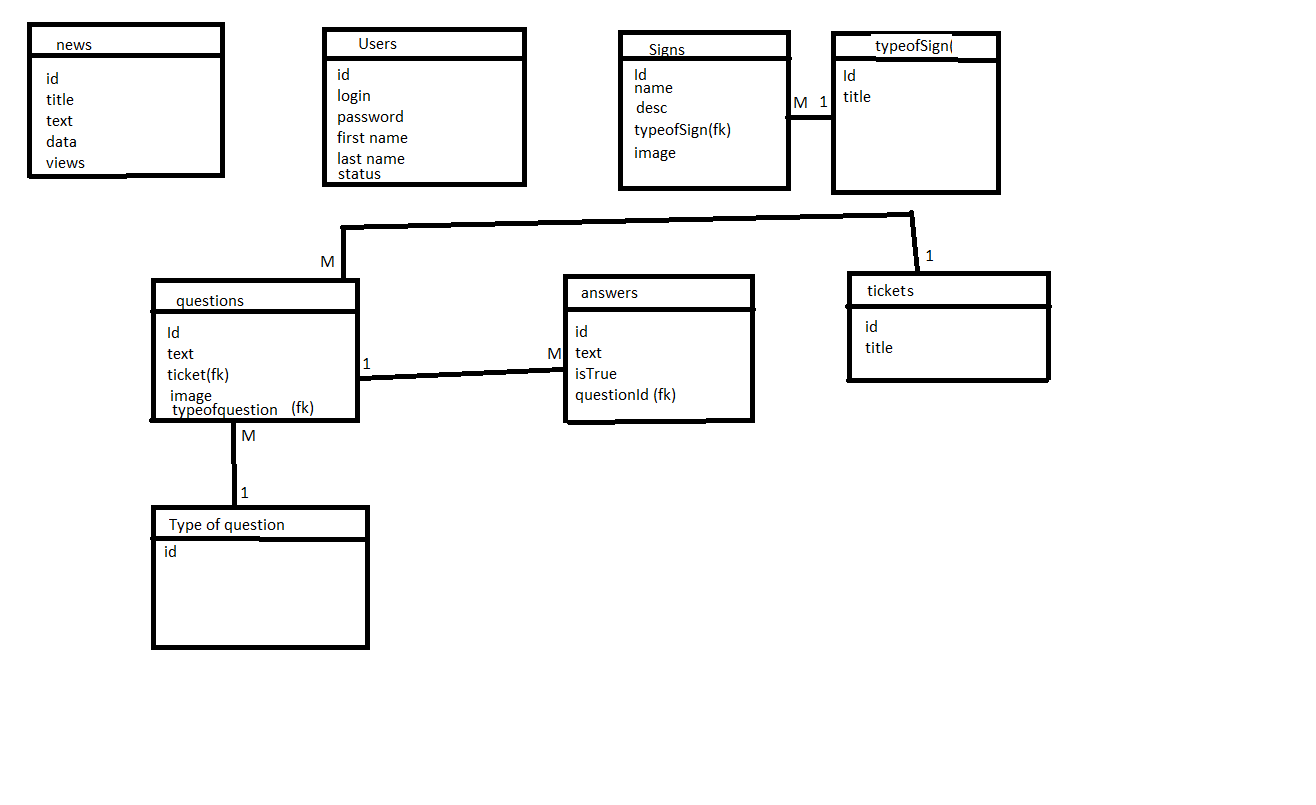 news
id
title
text
data
views
Users
id
login
password
first name
last name
status
Signs
Id
name
desc
typeofSign(fk)
image
M 1
typeofSign(
Id
title
M
1
questions
Id
text
ticket(fk)
image
typeofquestion (fk)
1
M
answers
id
text
isTrue
questionId (fk)
tickets
id
title
M
1
Type of question
id